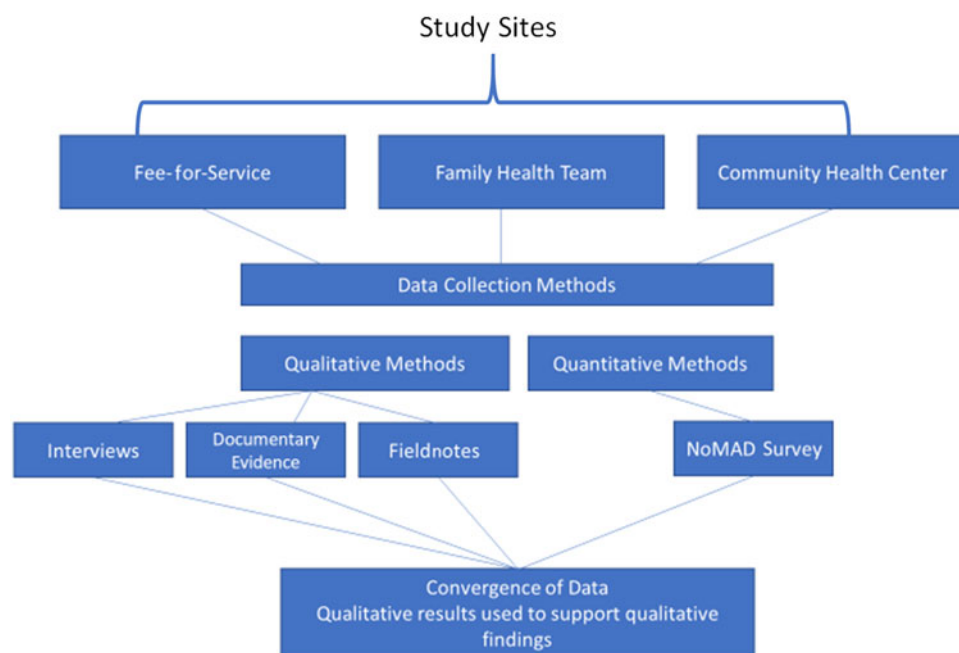 Study Sites
Fee-for-Service
Family Health Team
Community Health Center
Data Collection Methods
Qualitative Methods
Quantitative Methods
Interviews
Documentary
Evidence
Fieldnotes
NoMAD Survey
Convergence of Data
Qualitative results used to support qualitative
findings